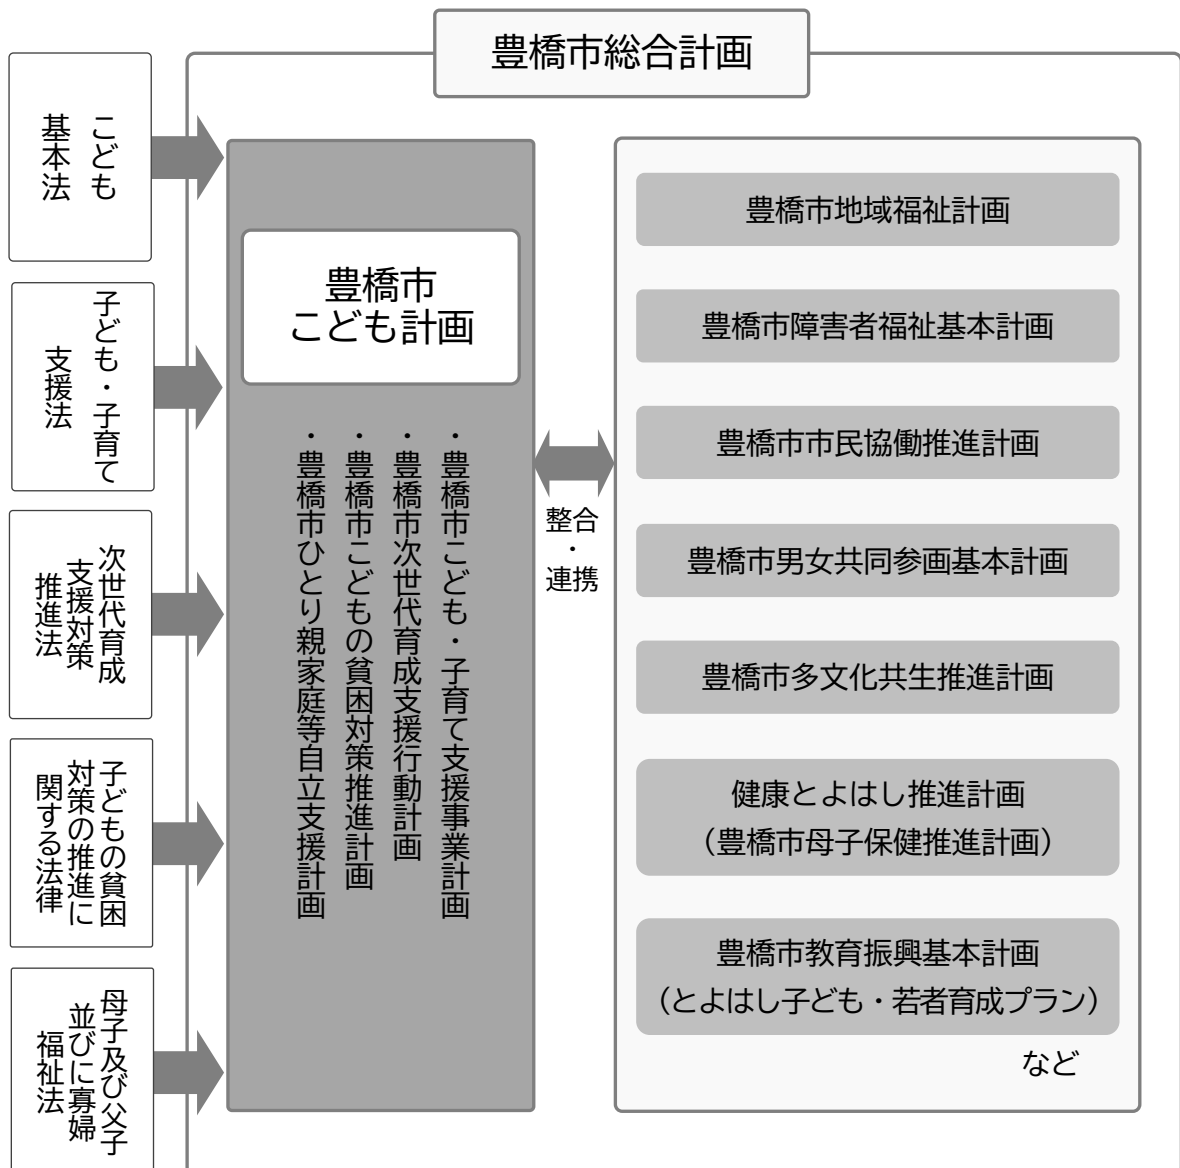 豊橋市総合計画
こども
基本法
子ども・子育て
支援法
次世代育成
支援対策
推進法
子どもの貧困
対策の推進に
関する法律
母子及び父子
並びに寡婦
福祉法
豊橋市
こども計画
・豊橋市こども・子育て支援事業計画
・豊橋市次世代育成支援行動計画
・豊橋市こどもの貧困対策推進計画
・豊橋市ひとり親家庭等自立支援計画
整合
・
連携
豊橋市地域福祉計画
豊橋市障害者福祉基本計画
豊橋市市民協働推進計画
豊橋市男女共同参画基本計画
豊橋市多文化共生推進計画
健康とよはし推進計画
（豊橋市母子保健推進計画）
豊橋市教育振興基本計画
（とよはし子ども・若者育成プラン）
など